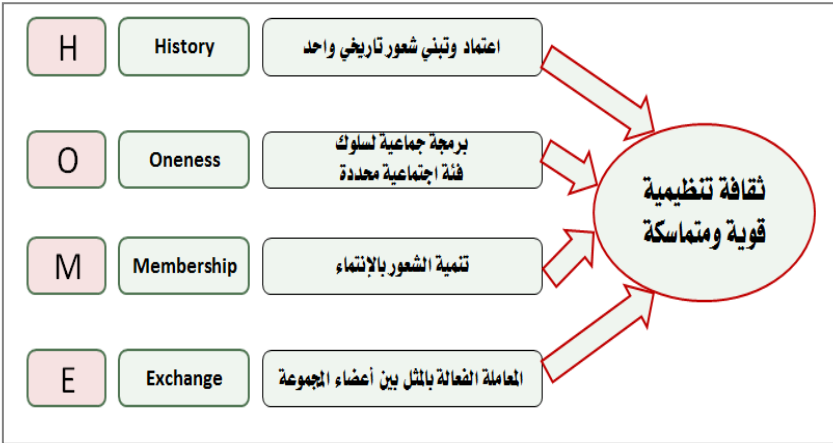 H
History
اعتماد وتبني شعور تاريخي واحد
O
Oneness
برمجة جماعية لسلوك
فئة اجتماعية محددة
M
Membership
تنمية الشعور بالإنتماء
E
Exchange
المعاملة الفعالة بالمثل بين أعضاء المجموعة
ثقافة تنظيمية
قوية ومتماسكة